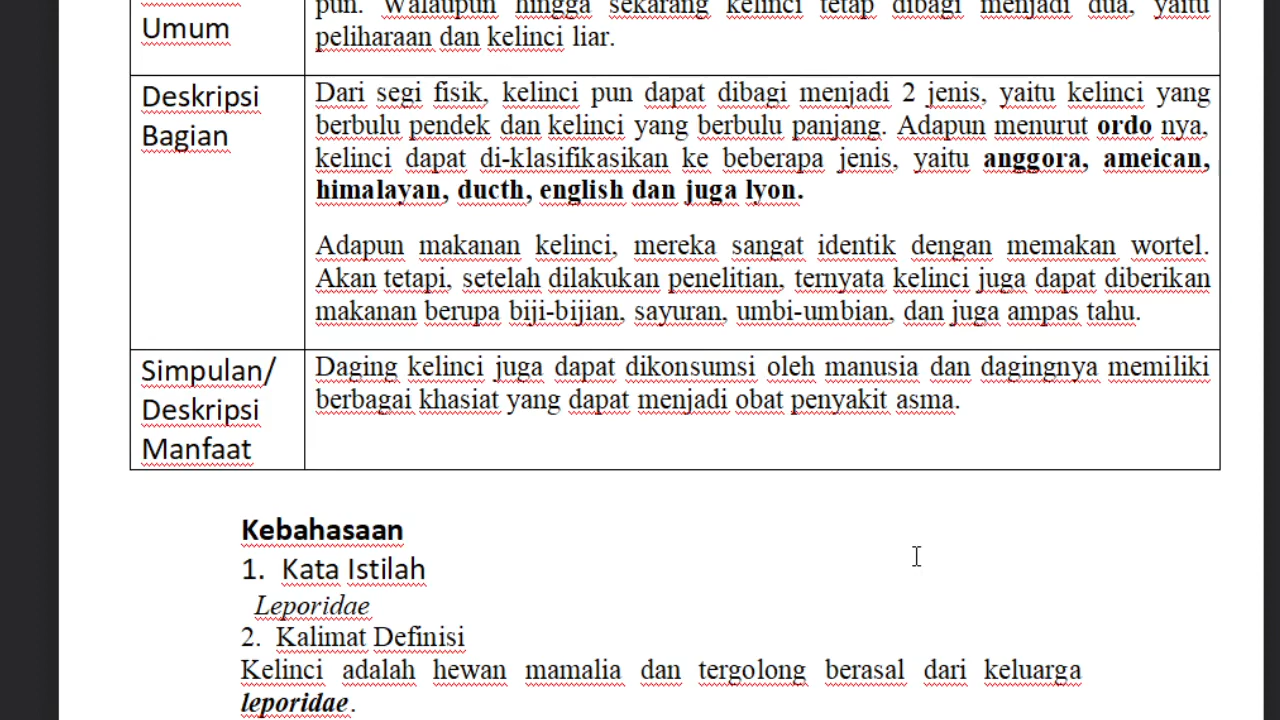 Umum
pun. Walaupun hingga sekarang kelinci tetap dibagi menjadi dua, yaitu
peliharaan dan kelinci liar.
Deskripsi
Bagian
Dari segi fisik, kelinci pun dapat dibagi menjadi 2 jenis, yaitu kelinci yang
berbulu pendek dan kelinci yang berbulu panjang. Adapun menurut ordo nya,
kelinci dapat di-klasifikasikan ke beberapa jenis, yaitu anggora, ameican,
himalayan, ducth, english dan juga lyon.
Adapun makanan kelinci, mereka sangat identik dengan memakan wortel.
Akan tetapi, setelah dilakukan penelitian, ternyata kelinci juga dapat diberikan
makanan berupa biji-bijian, sayuran, umbi-umbian, dan juga ampas tahu.
Simpulan/
Deskripsi
Manfaat
Daging kelinci juga dapat dikonsumsi oleh manusia dan dagingnya memiliki
berbagai khasiat yang dapat menjadi obat penyakit asma.
Kebahasaan
1. Kata Istilah
Leporidae
2. Kalimat Definisi
Kelinci adalah hewan mamalia dan tergolong berasal dari keluarga
leporidae.